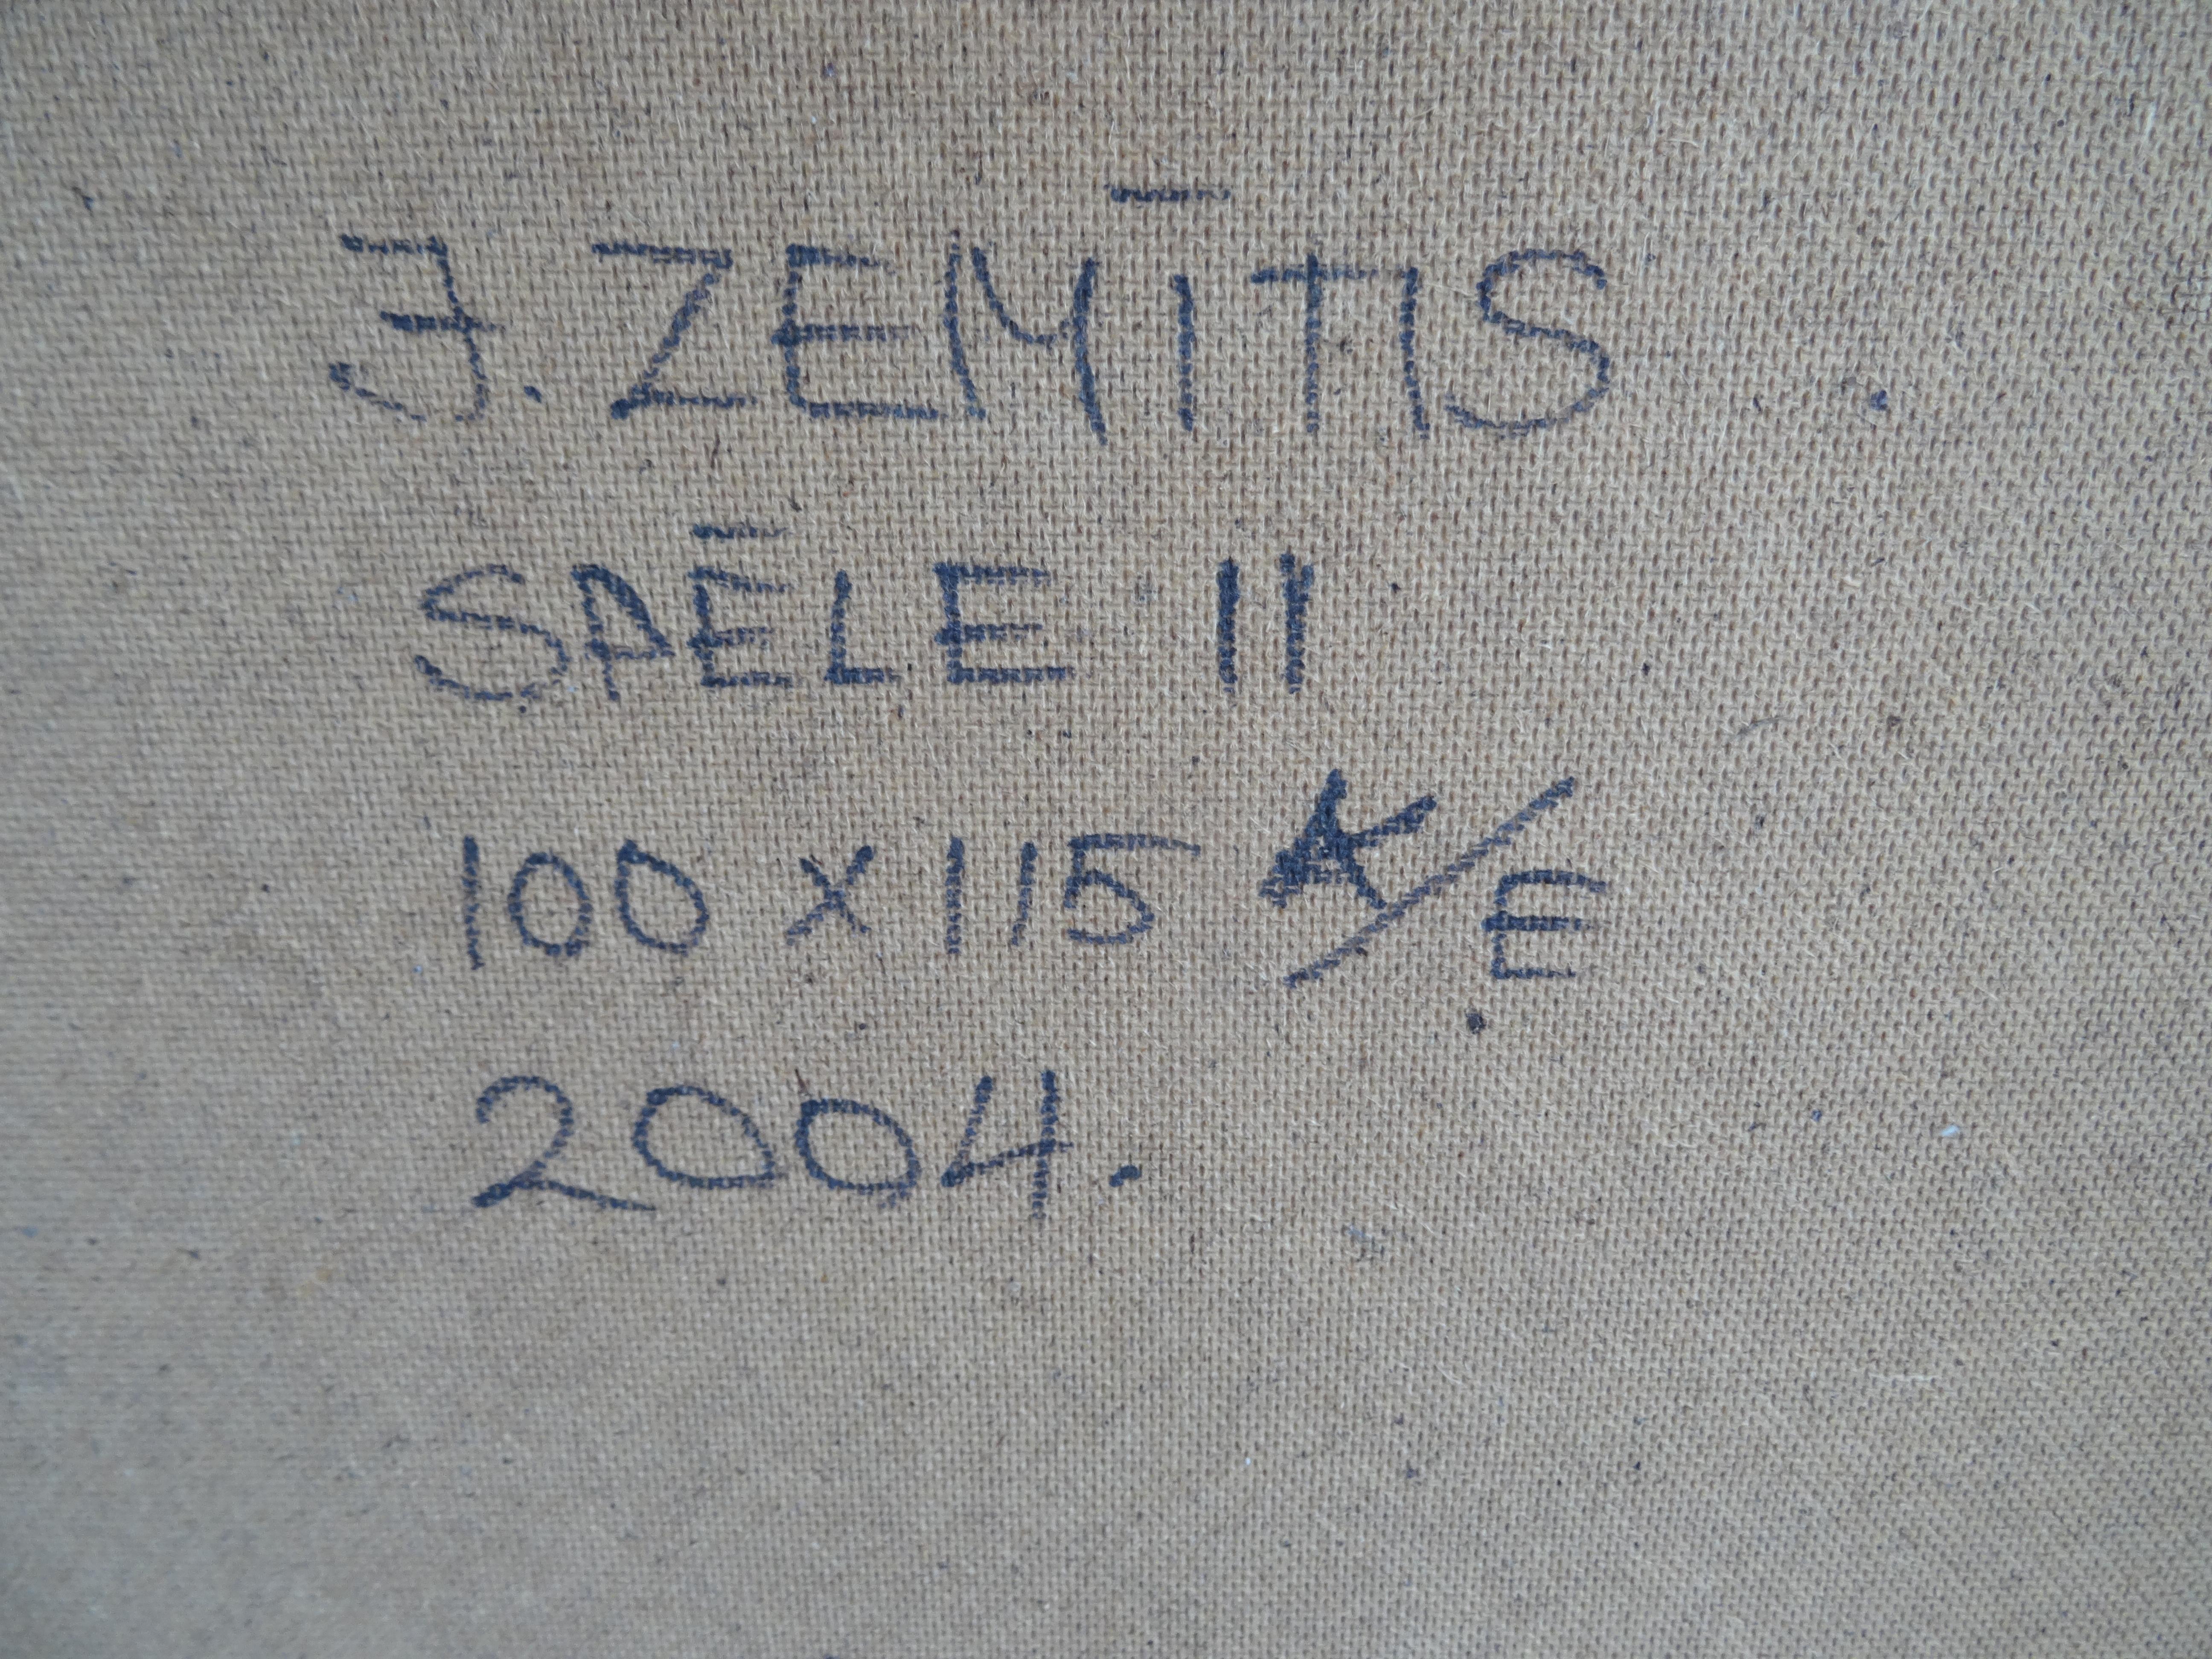 J. ZEMĪTIS
SPĒLE II
100 x 115 K/E
2004.